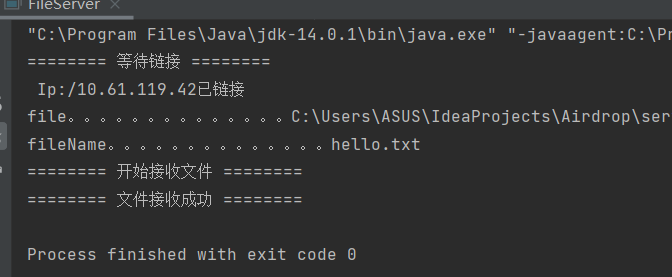 FileServer
"C:\Program Files\Java\jdk-14.0.1\bin\java.exe" "-javaagent:C:\Pr
======== 等待链接 ========
Ip:/10.61.119.42已链接
file。。。。。。。。。。。。。。C:\Users\ASUS\IdeaProjects\Airdrop\ser
fileName。。。。。。。。。。。。。。hello.txt
======== 开始接收文件 ========
======== 文件接收成功 ========
Process finished with exit code 0